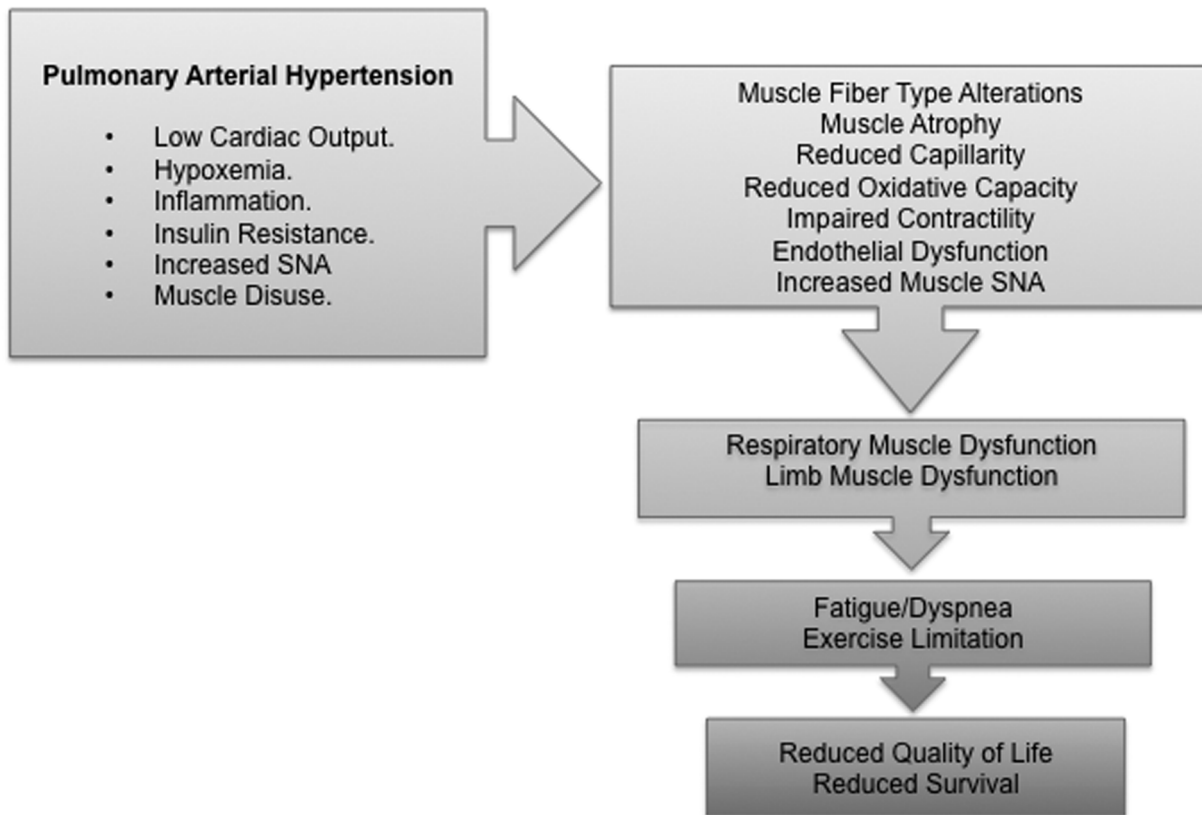 Pulmonary Arterial Hypertension
• Low Cardiac Output.
• Hypoxemia.
• Inflammation.
• Insulin Resistance.
• Increased SNA
• Muscle Disuse.
Muscle Fiber Type Alterations
Muscle Atrophy
Reduced Capillarity
Reduced Oxidative Capacity
Impaired Contractility
Endothelial Dysfunction
Increased Muscle SNA
Respiratory Muscle Dysfunction
Limb Muscle Dysfunction
Fatigue/Dyspnea
Exercise Limitation
Reduced Quality of Life
Reduced Survival